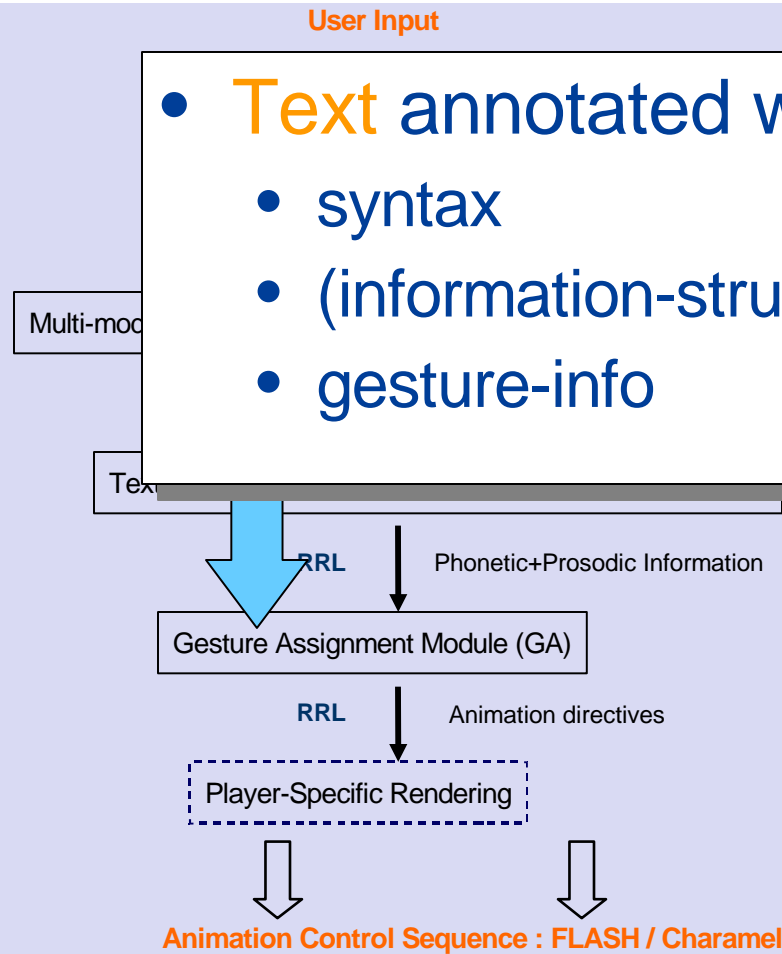 User Input
• Text annotated
• syntax
• (information-stru
• gesture-info
Multi-mod
Text
RRL Phonetic+Prosodic Information
Gesture Assignment Module (GA)
RRL Animation directives
Player-Specific Rendering
Animation Control Sequence : FLASH / Charamel